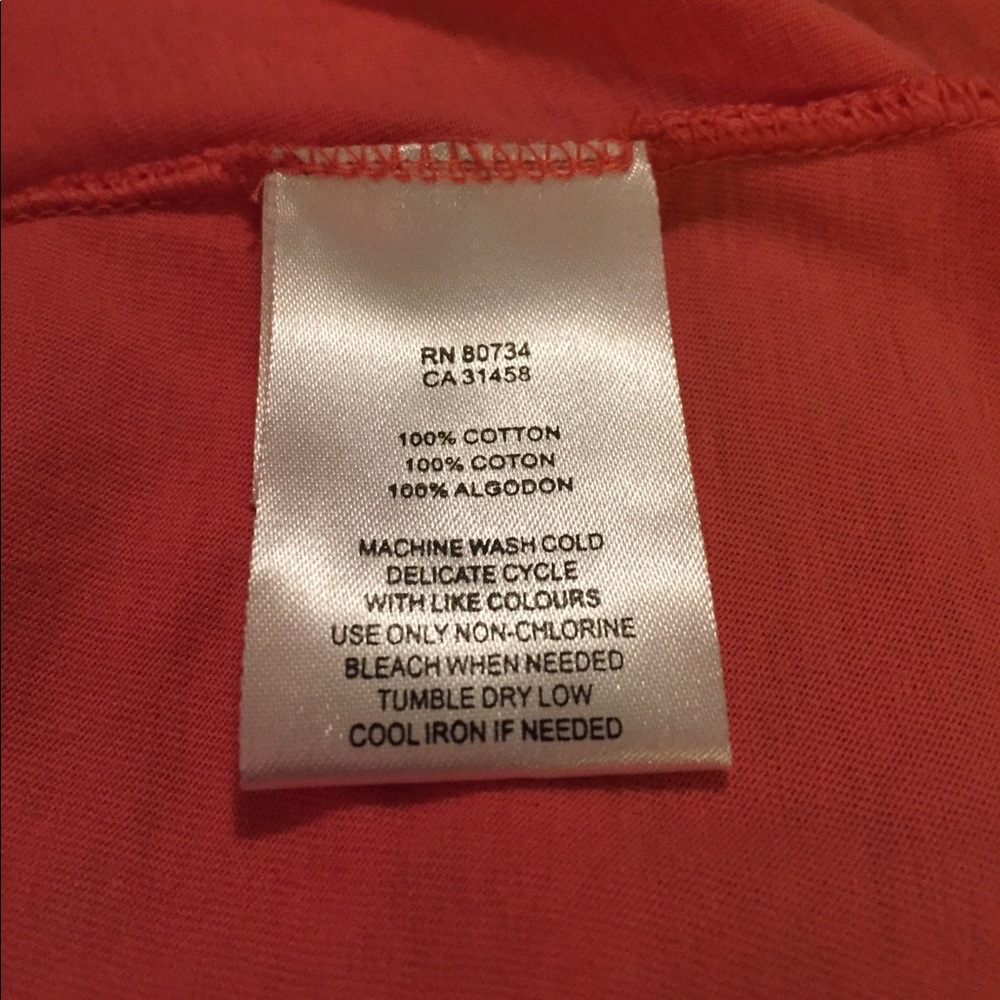 RN 80734
CA 31458
100% COTTON
100% COTON
100% ALGODON
MACHINE WASH COLD
DELICATE CYCLE
WITH LIKE COLOURS
USE ONLY NON-CHLORINE
BLEACH WHEN NEEDED
TUMBLE DRY LOW
COOL IRON IF NEEDED